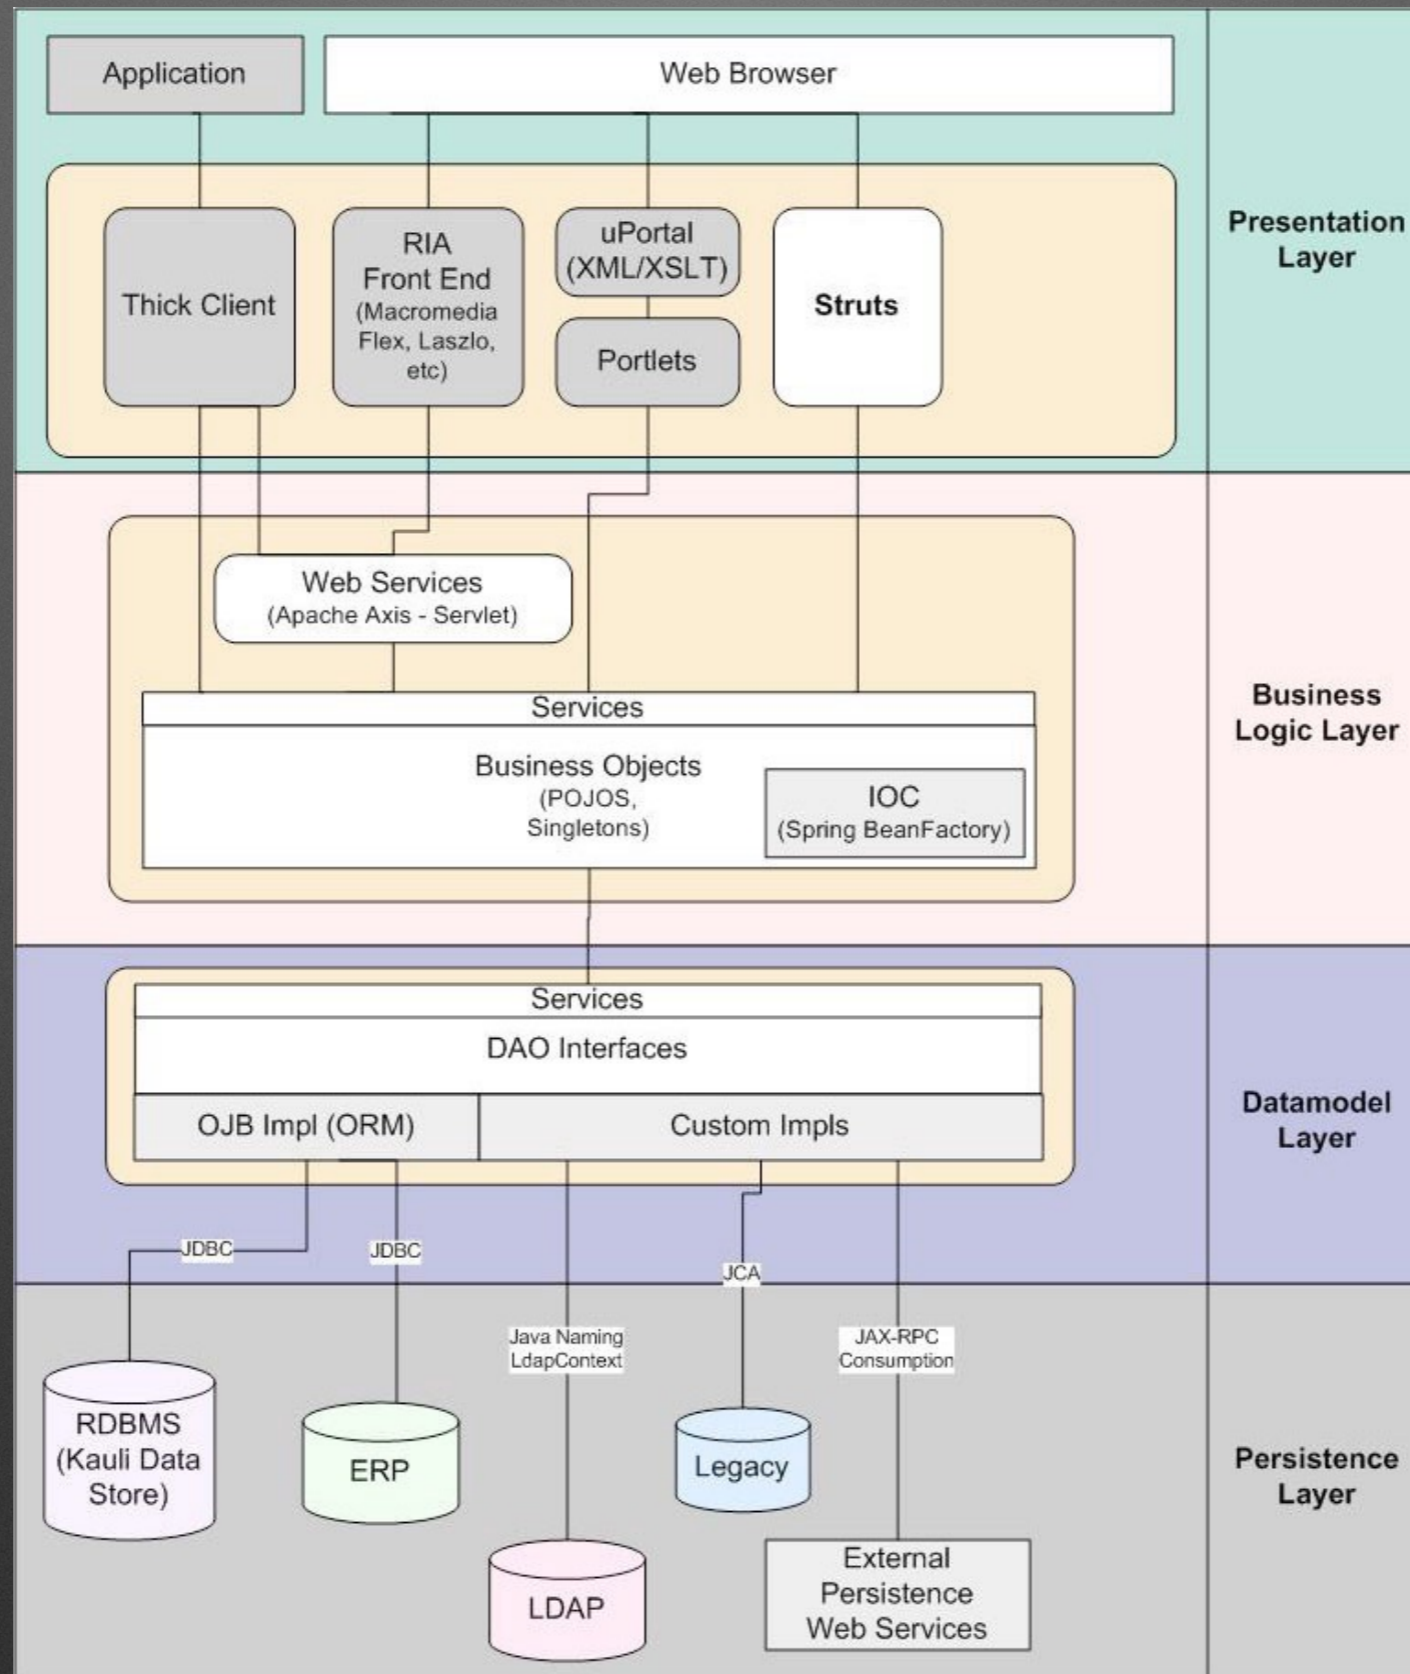 Application
Web Browser
Presentation
Layer
Thick Client
RIA
Front End
(Macromedia
Flex, Laszlo,
etc)
uPortal
(XML/XSLT)
Portlets
Struts
Web Services
(Apache Axis - Servlet)
Services
Business Objects
(POJOS,
Singletons)
IOC
(Spring BeanFactory)
Business
Logic Layer
Services
DAO Interfaces
OJB Impl (ORM)
Custom Impls
Datamodel
Layer
JDBC
JDBC
JCA
Java Naming
LdapContext
JAX-RPC
Consumption
RDBMS
(Kauli Data
Store)
ERP
Legacy
LDAP
External
Persistence
Web Services
Persistence
Layer